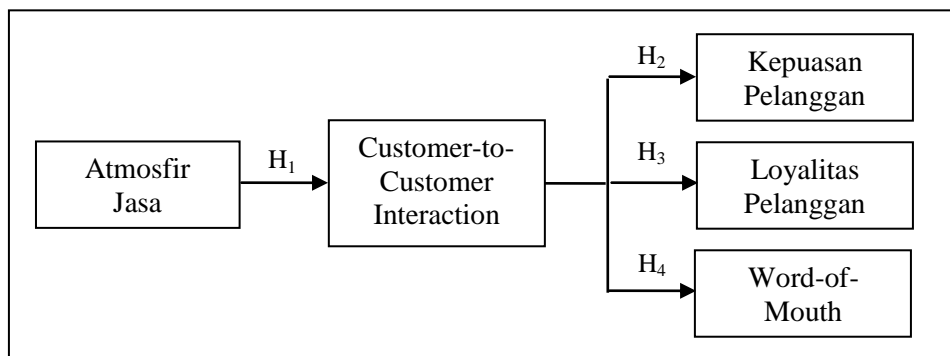 Atmosfir
Jasa
H₁
Customer-to-
Customer
Interaction
H₂
Kepuasan
Pelanggan
H₃
Loyalitas
Pelanggan
H₄
Word-of-
Mouth